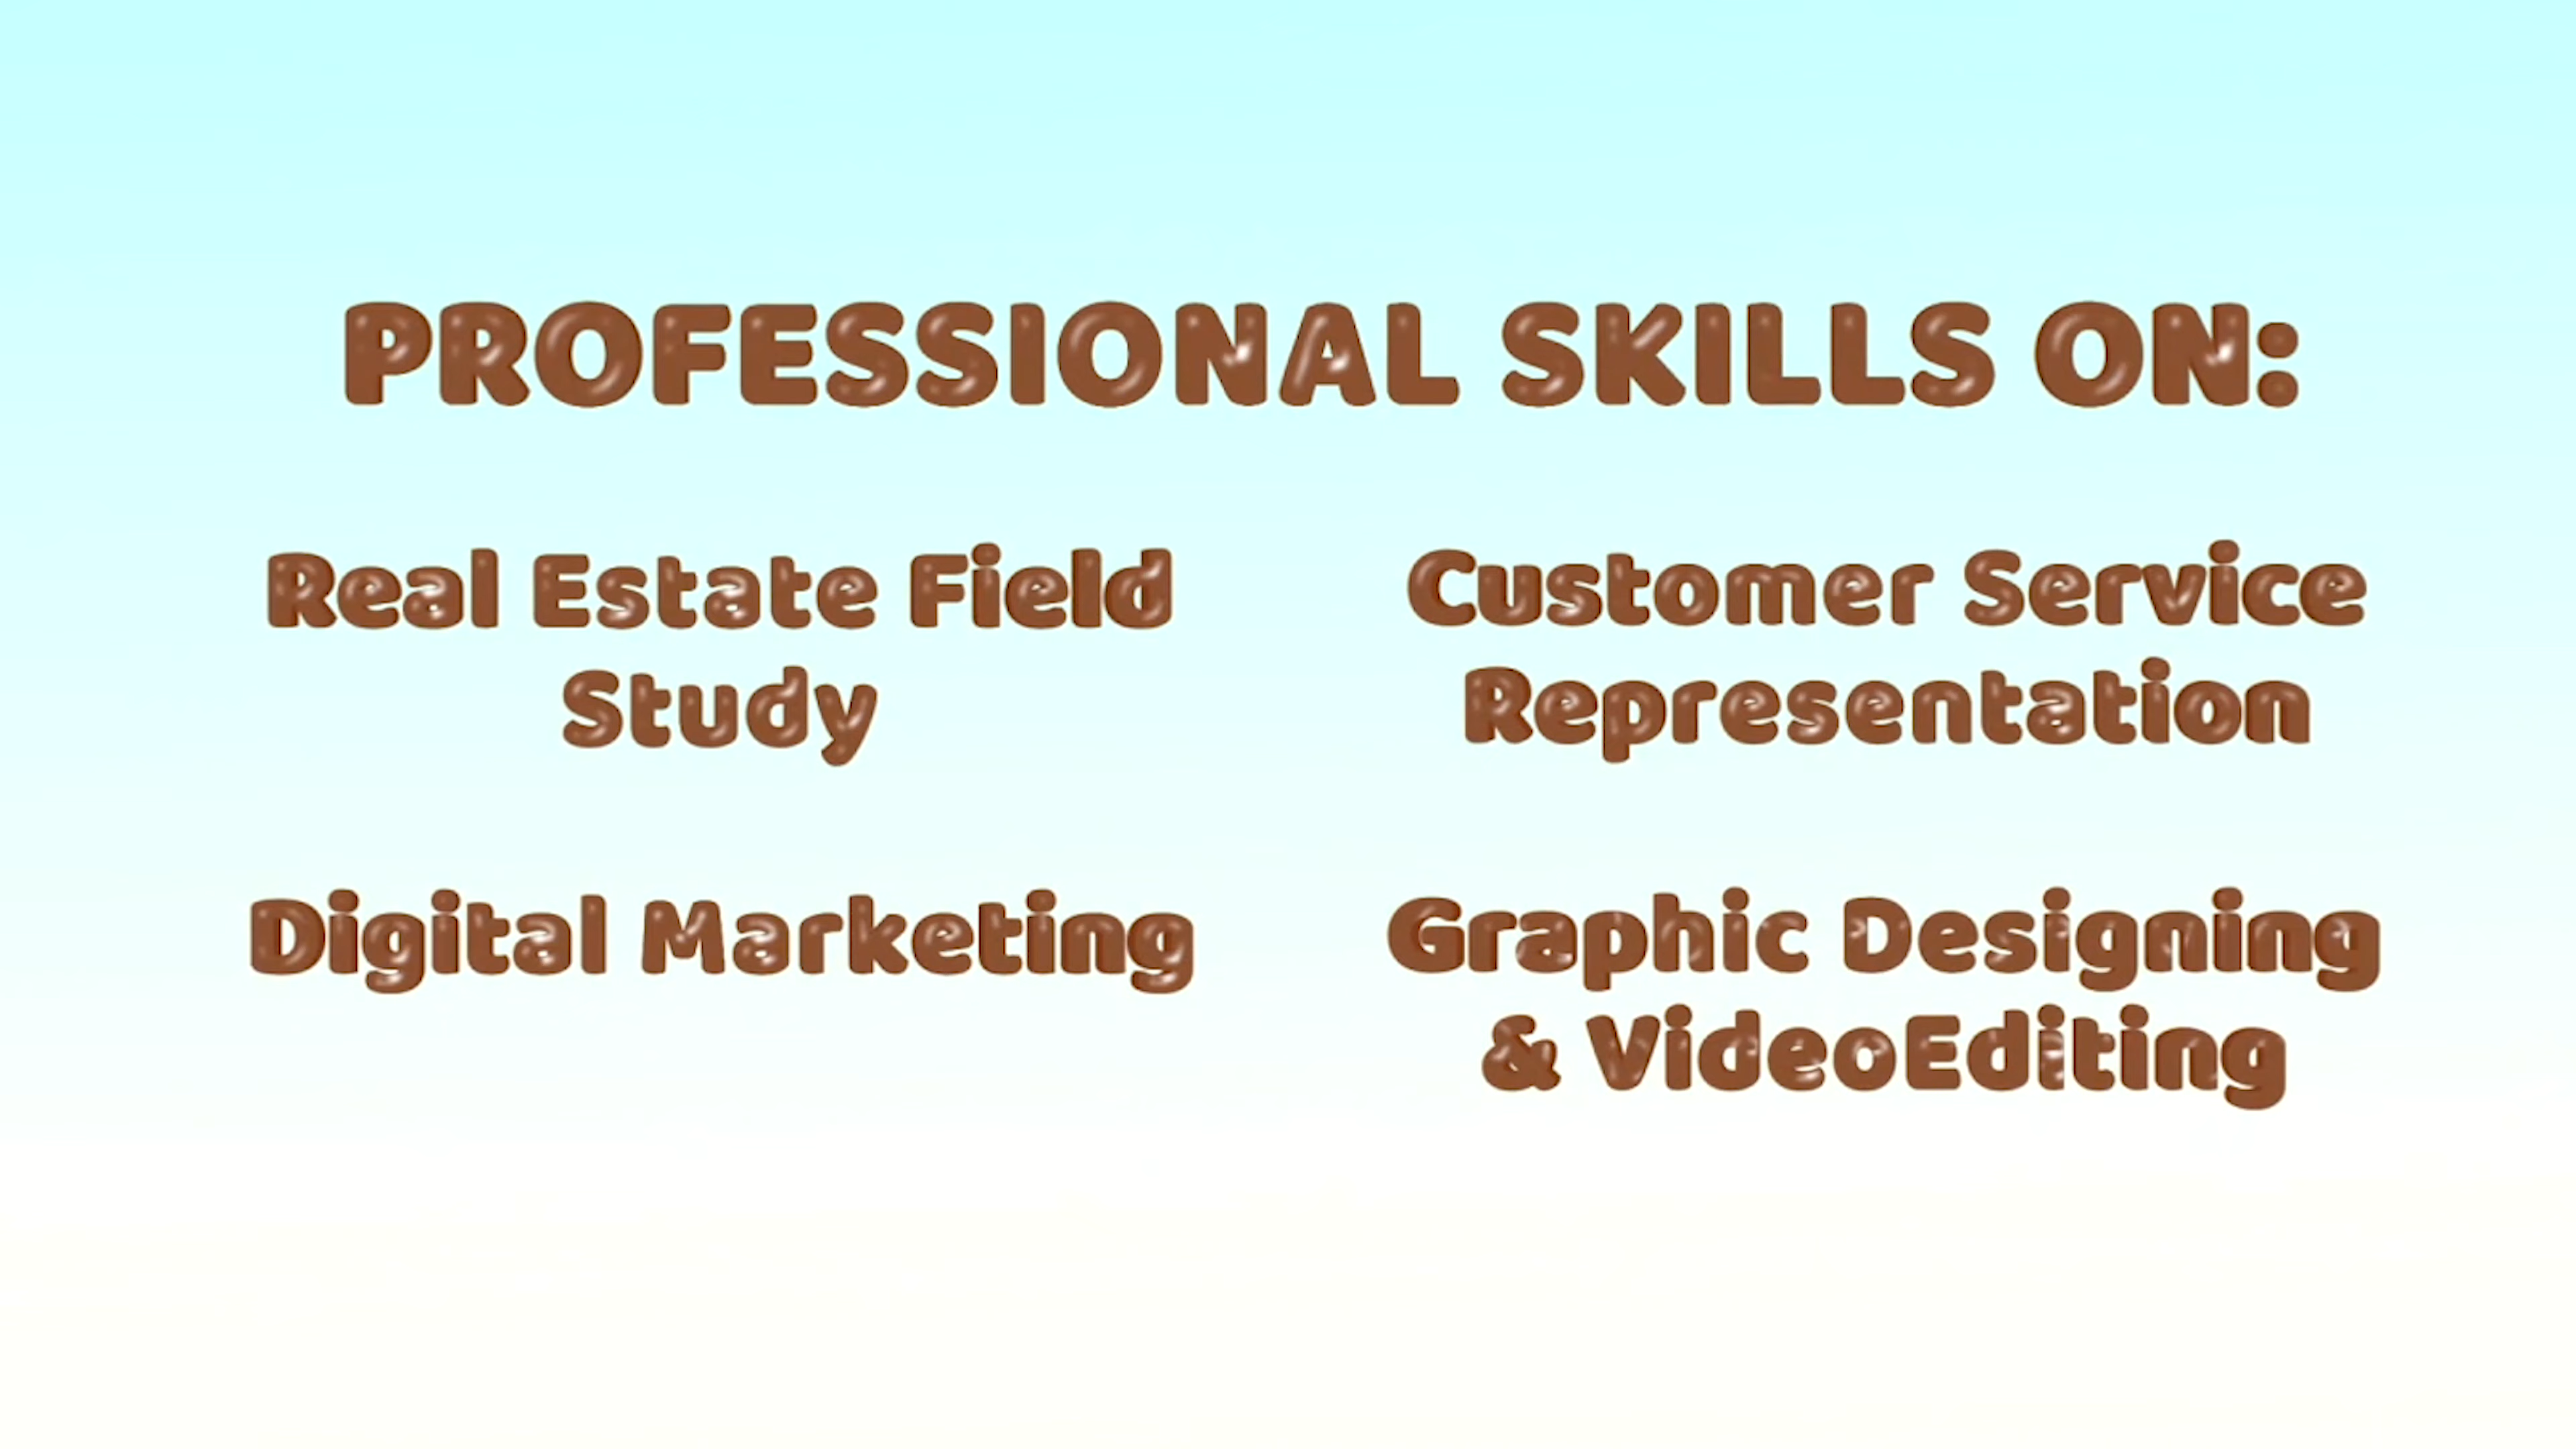 PROFESSIONAL SKILLS ON:
Real Estate Field
Study
Customer Service
Representation
Digital Marketing
Graphic Designing
& VideoEditing